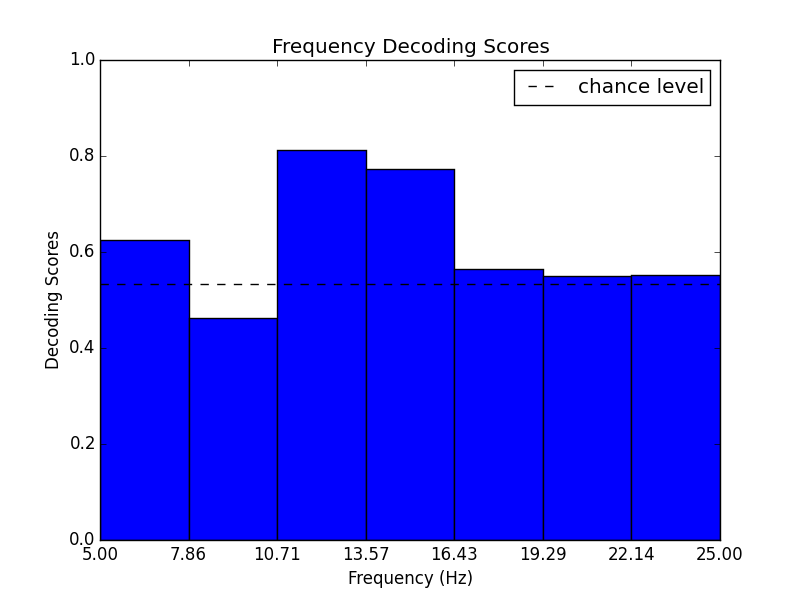 Frequency Decoding Scores
chance level
1.0
0.8
0.6
0.4
0.2
0.0
Decoding Scores
5.00 7.86 10.71 13.57 16.43 19.29 22.14 25.00
Frequency (Hz)